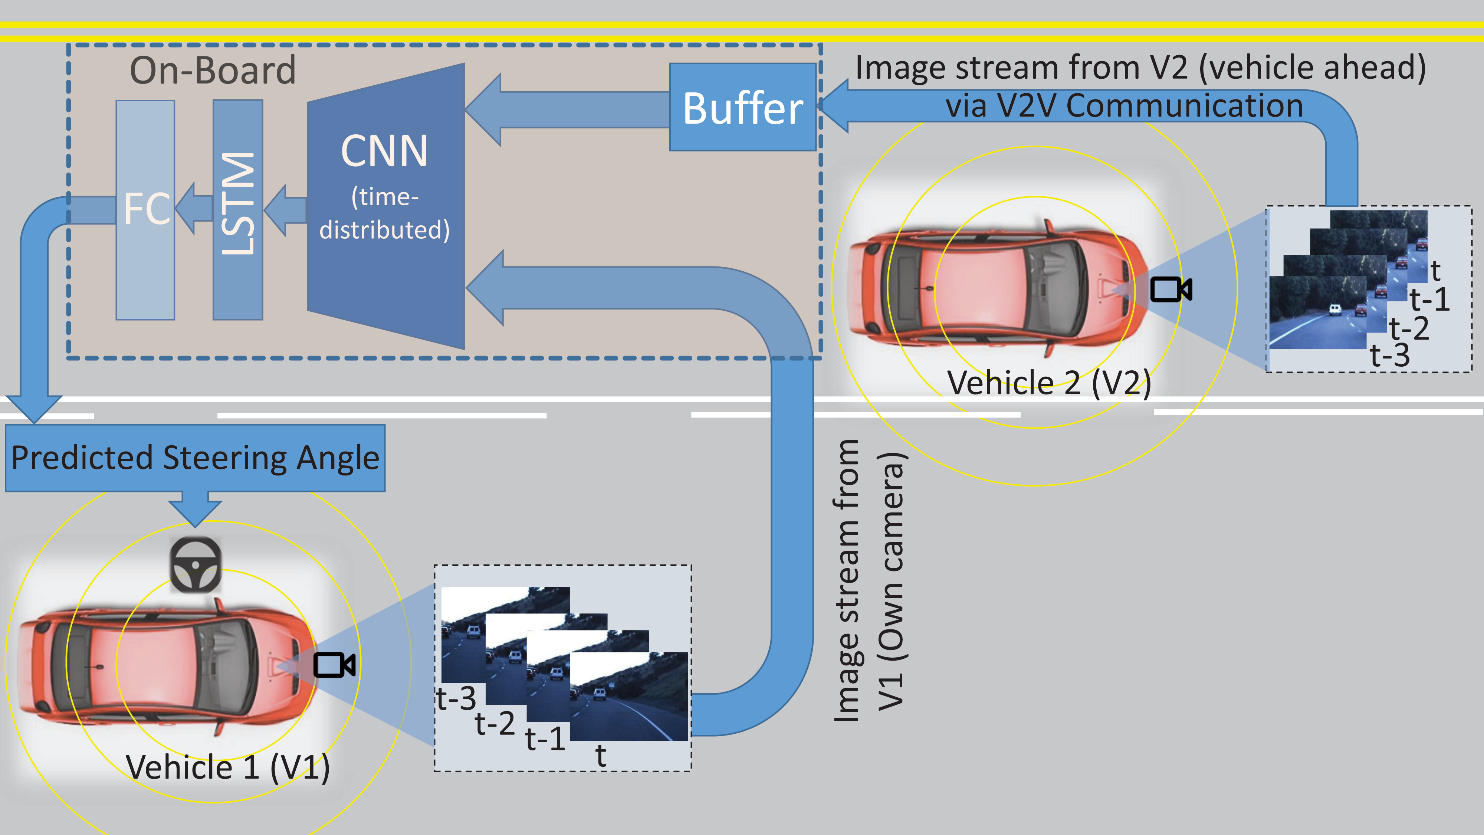 On-Board
Image stream from V2 (vehicle ahead)
via V2V Communication
Buffer
CNN
(time-
distributed)
LSTM
FC
t
t-1
t-2
t-3
Vehicle 2 (V2)
Predicted Steering Angle
Image stream from
V1 (Own camera)
t-3
t-2
t-1
t
Vehicle 1 (V1)